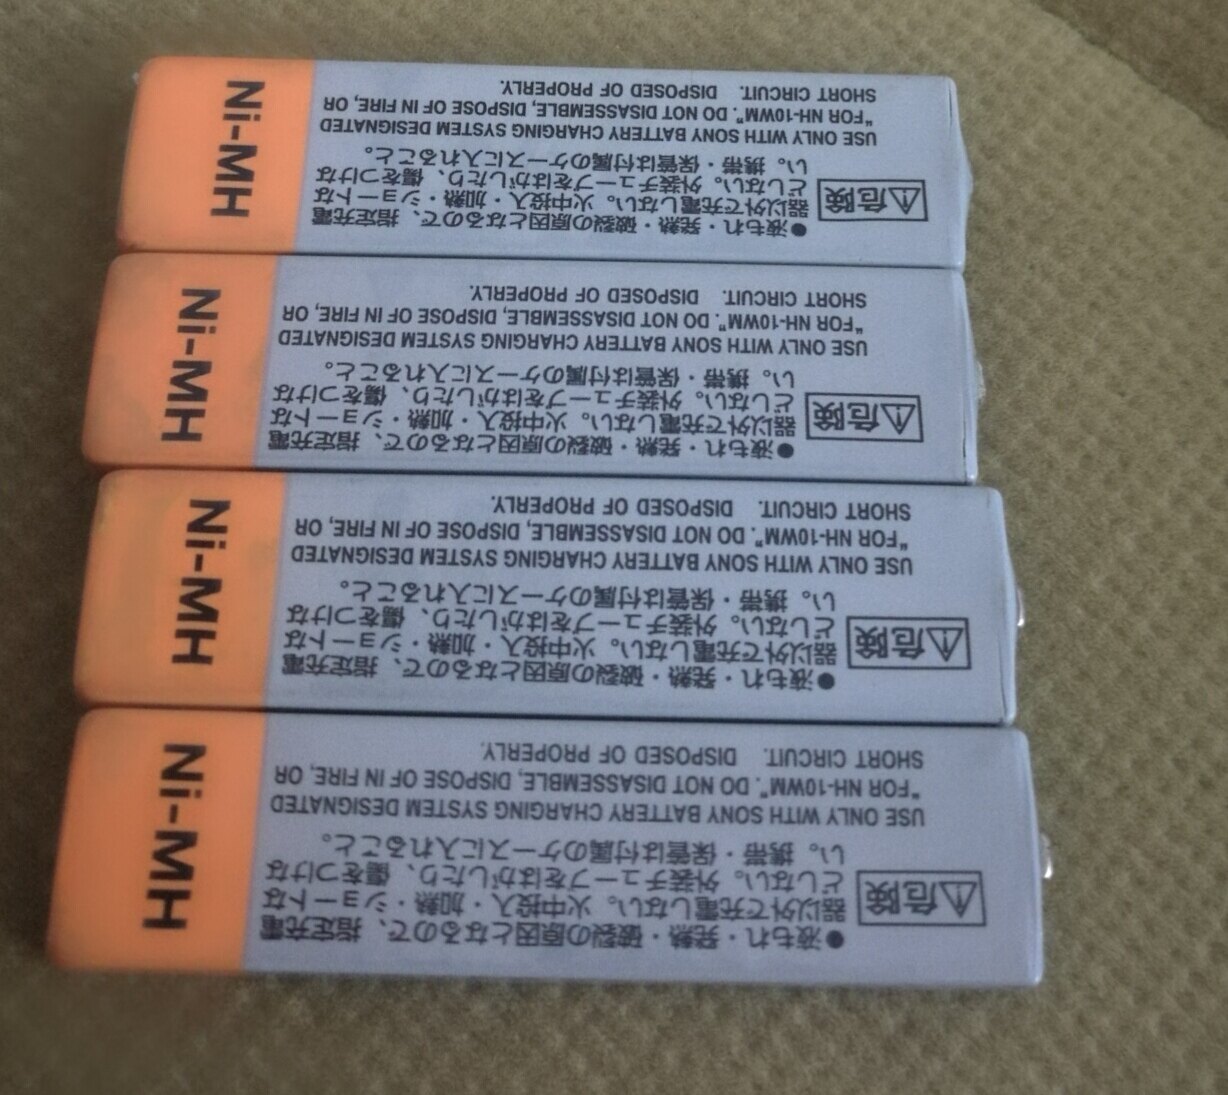 ⚠危険
●液もれ・発熱・破裂の原因となるので、指定充電
器以外で充電しない。火中投入・加熱・ショートな
どしない。外装チューブをはがしたり、傷をつけな
い。携帯・保管は付属のケースに入れること。
USE ONLY WITH SONY BATTERY CHARGING SYSTEM DESIGNATED
"FOR NH-10WM". DO NOT DISASSEMBLE, DISPOSE OF IN FIRE, OR
SHORT CIRCUIT. DISPOSED OF PROPERLY.
Ni-MH
⚠危険
●液もれ・発熱・破裂の原因となるので、指定充電
器以外で充電しない。火中投入・加熱・ショートな
どしない。外装チューブをはがしたり、傷をつけな
い。携帯・保管は付属のケースに入れること。
USE ONLY WITH SONY BATTERY CHARGING SYSTEM DESIGNATED
"FOR NH-10WM". DO NOT DISASSEMBLE, DISPOSE OF IN FIRE, OR
SHORT CIRCUIT. DISPOSED OF PROPERLY.
Ni-MH
⚠危険
●液もれ・発熱・破裂の原因となるので、指定充電
器以外で充電しない。火中投入・加熱・ショートな
どしない。外装チューブをはがしたり、傷をつけな
い。携帯・保管は付属のケースに入れること。
USE ONLY WITH SONY BATTERY CHARGING SYSTEM DESIGNATED
"FOR NH-10WM". DO NOT DISASSEMBLE, DISPOSE OF IN FIRE, OR
SHORT CIRCUIT. DISPOSED OF PROPERLY.
Ni-MH
⚠危険
●液もれ・発熱・破裂の原因となるので、指定充電
器以外で充電しない。火中投入・加熱・ショートな
どしない。外装チューブをはがしたり、傷をつけな
い。携帯・保管は付属のケースに入れること。
USE ONLY WITH SONY BATTERY CHARGING SYSTEM DESIGNATED
"FOR NH-10WM". DO NOT DISASSEMBLE, DISPOSE OF IN FIRE, OR
SHORT CIRCUIT. DISPOSED OF PROPERLY.
Ni-MH